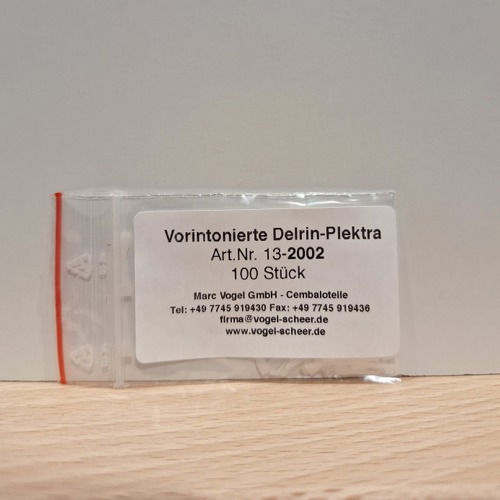 Vorintonierte Delrin-Plektra
Art.Nr. 13-2002
100 Stück
Marc Vogel GmbH - Cembaloteile
Tel: +49 7745 919430 Fax: +49 7745 919436
firma@vogel-scheer.de
www.vogel-scheer.de